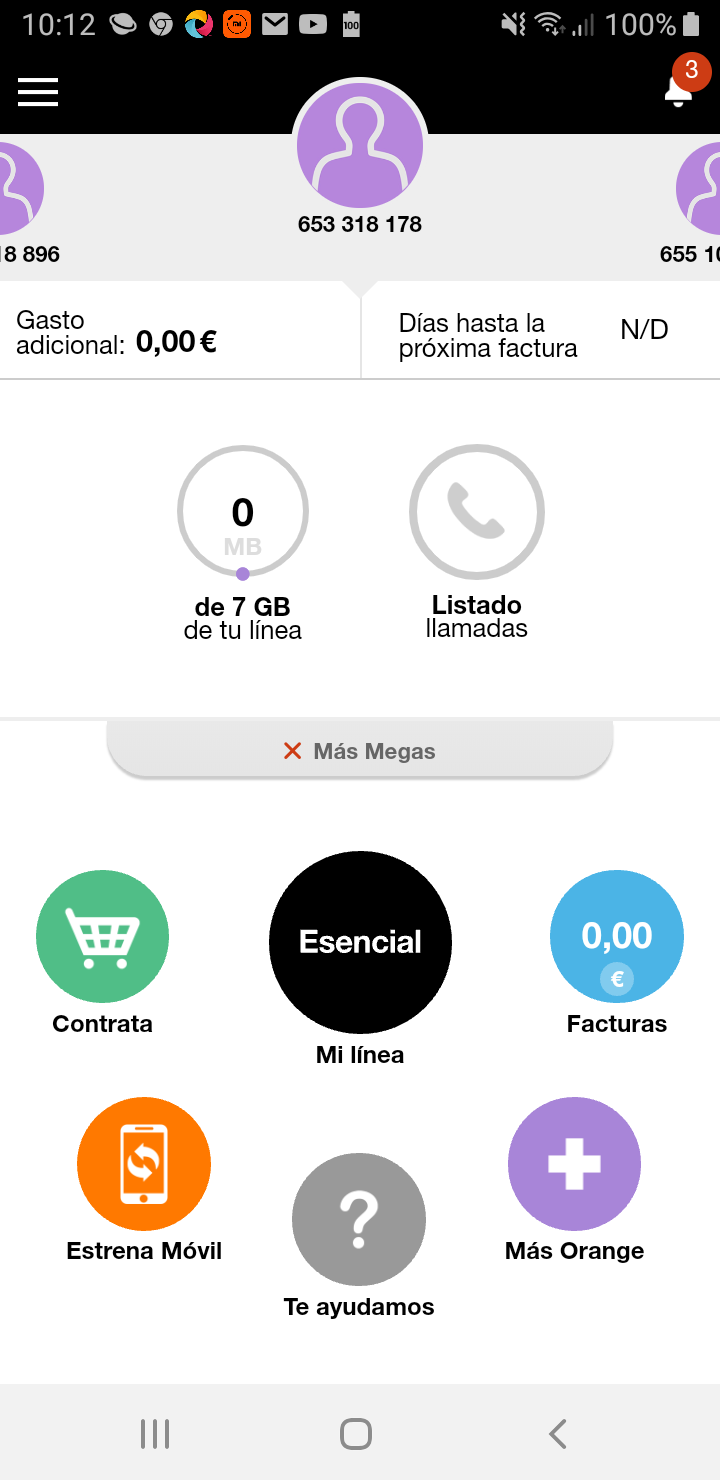 10:12
100
100%
3
653 318 178
18 896
655 10
Gasto
adicional: 0,00 €
Días hasta la
próxima factura
N/D
0
MB
de 7 GB
de tu línea
Listado
llamadas
Más Megas
Esencial
0,00
€
Contrata
Mi línea
Facturas
Estrena Móvil
Te ayudamos
Más Orange